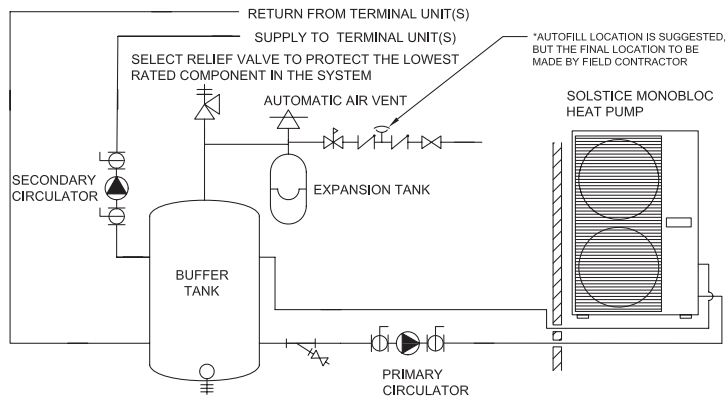 RETURN FROM TERMINAL UNIT(S)
SUPPLY TO TERMINAL UNIT(S)
SELECT RELIEF VALVE TO PROTECT THE LOWEST
RATED COMPONENT IN THE SYSTEM
*AUTOFILL LOCATION IS SUGGESTED,
BUT THE FINAL LOCATION TO BE
MADE BY FIELD CONTRACTOR
AUTOMATIC AIR VENT
SOLSTICE MONOBLOC
HEAT PUMP
SECONDARY
CIRCULATOR
EXPANSION TANK
BUFFER
TANK
PRIMARY
CIRCULATOR